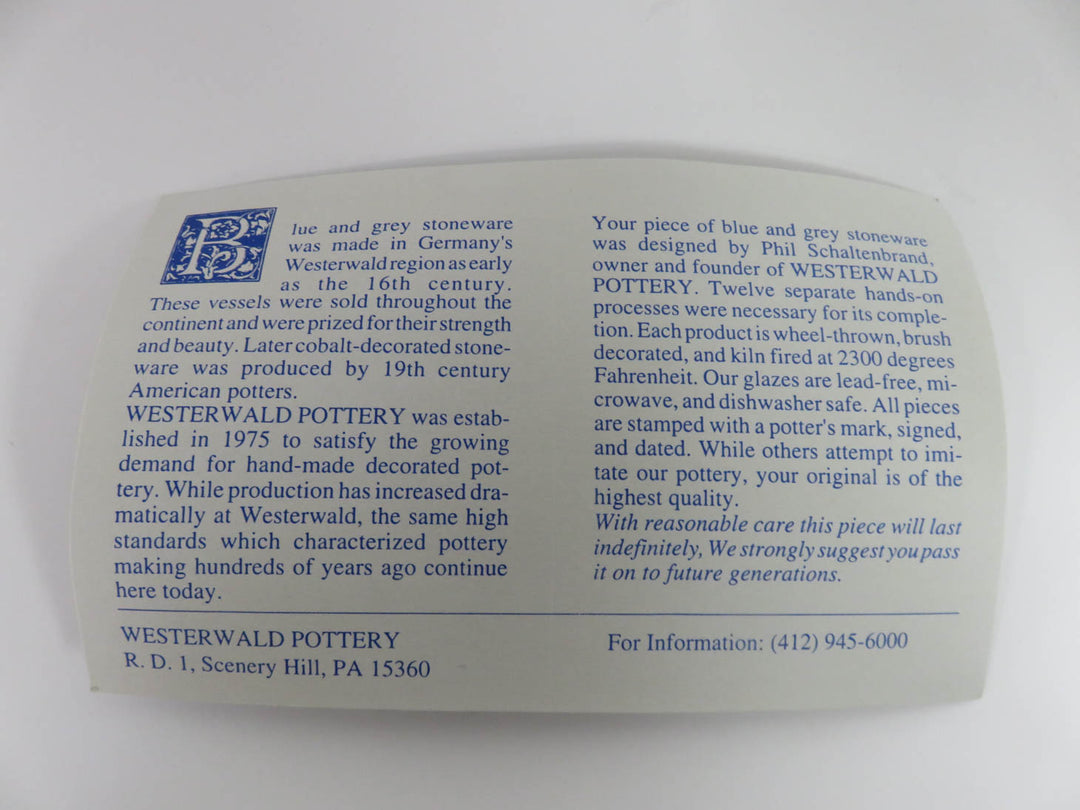 Blue and grey stoneware
was made in Germany's
Westerwald region as early
as the 16th century.
These vessels were sold throughout the
continent and were prized for their strength
and beauty. Later cobalt-decorated stone-
ware was produced by 19th century
American potters.
WESTERWALD POTTERY was estab-
lished in 1975 to satisfy the growing
demand for hand-made decorated pot-
tery. While production has increased dra-
matically at Westerwald, the same high
standards which characterized pottery
making hundreds of years ago continue
here today.
Your piece of blue and grey stoneware
was designed by Phil Schaltenbrand,
owner and founder of WESTERWALD
POTTERY. Twelve separate hands-on
processes were necessary for its comple-
tion. Each product is wheel-thrown, brush
decorated, and kiln fired at 2300 degrees
Fahrenheit. Our glazes are lead-free, mi-
crowave, and dishwasher safe. All pieces
are stamped with a potter's mark, signed,
and dated. While others attempt to imi-
tate our pottery, your original is of the
highest quality.
With reasonable care this piece will last
indefinitely, We strongly suggest you pass
it on to future generations.
WESTERWALD POTTERY
R. D. 1, Scenery Hill, PA 15360
For Information: (412) 945-6000